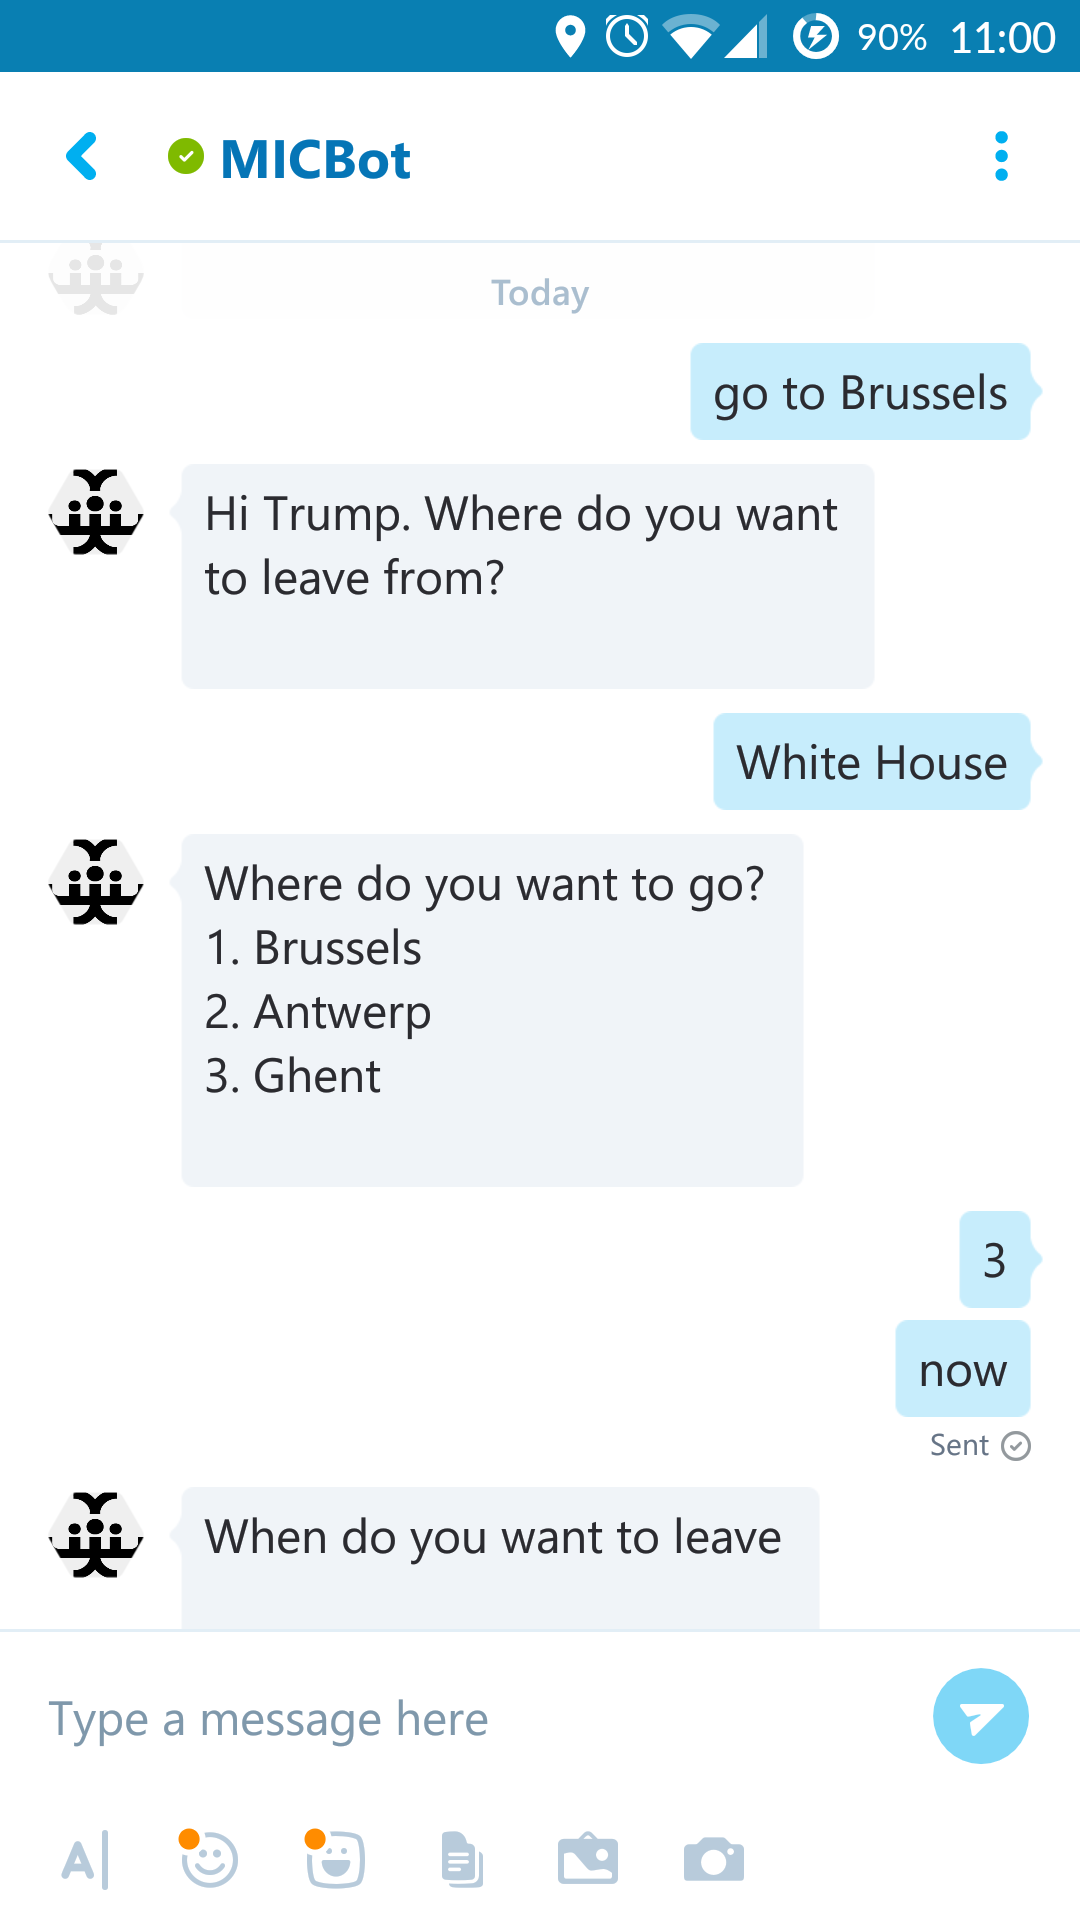 90% 11:00
MICBot
Today
go to Brussels
Hi Trump. Where do you want
to leave from?
White House
Where do you want to go?
1. Brussels
2. Antwerp
3. Ghent
3
now
Sent
When do you want to leave
Type a message here
A